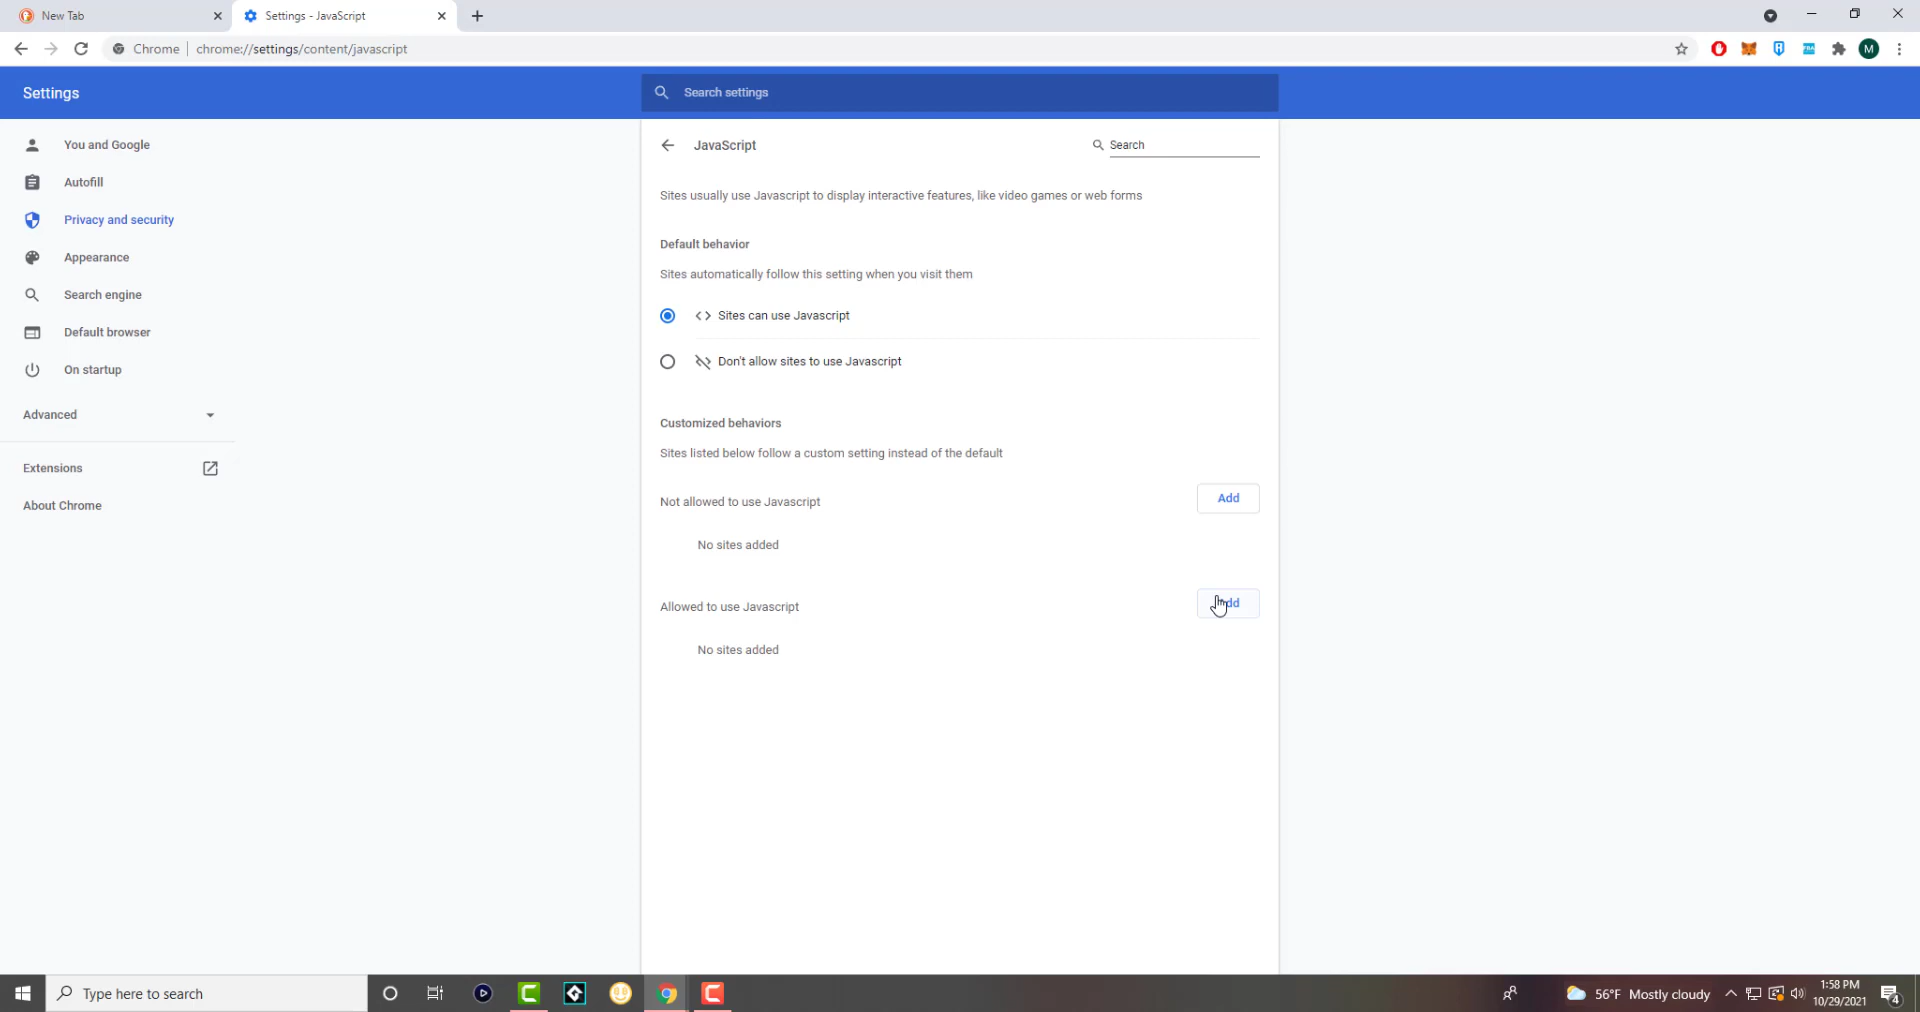 New Tab
Settings - JavaScript
Chrome
chrome://settings/content/javascript
M
Settings
Search settings
You and Google
Autofill
Privacy and security
Appearance
Search engine
Default browser
On startup
Advanced
Extensions
About Chrome
JavaScript
Search
Sites usually use Javascript to display interactive features, like video games or web forms
Default behavior
Sites automatically follow this setting when you visit them
Sites can use Javascript
Don't allow sites to use Javascript
Customized behaviors
Sites listed below follow a custom setting instead of the default
Not allowed to use Javascript
Add
No sites added
Allowed to use Javascript
No sites added
Type here to search
56°F Mostly cloudy
1:58 PM
10/29/2021
4